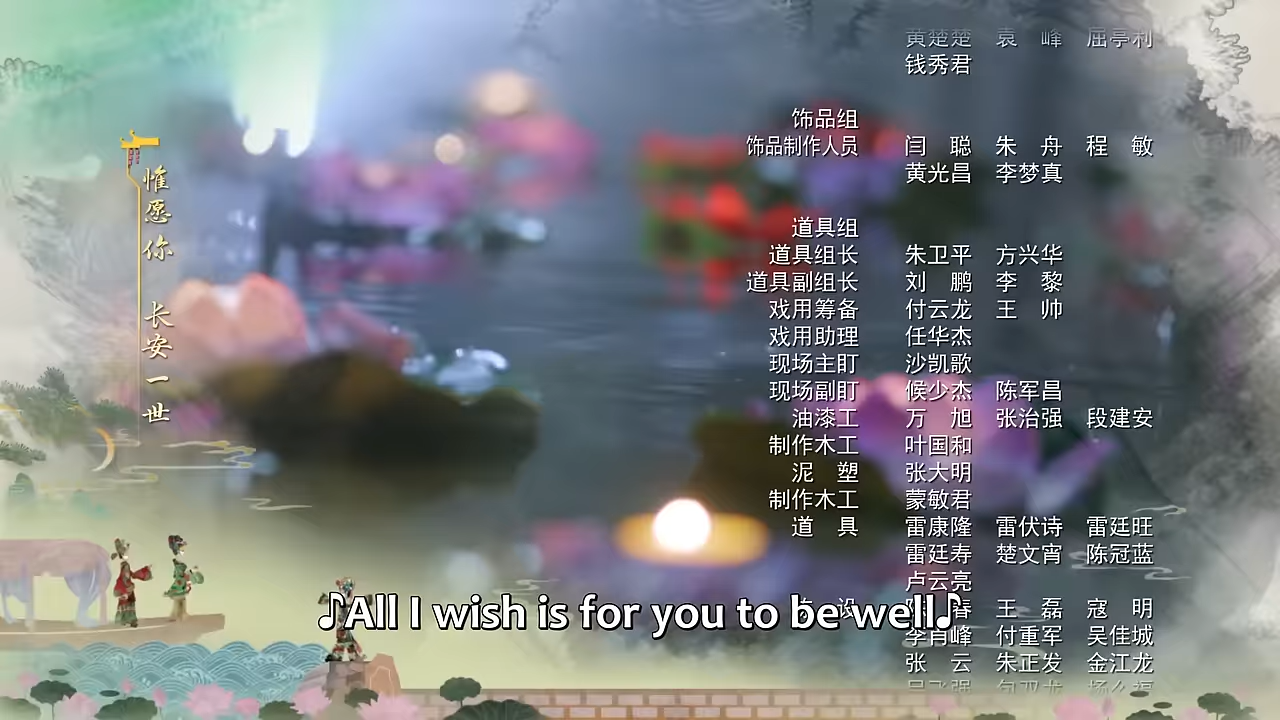 惟愿你 长安一世
黄楚楚 袁 峰 屈亭利
钱秀君
饰品组
饰品制作人员 闫 聪 朱 舟 程 敏
黄光昌 李梦真
道具组
道具组长 朱卫平 方兴华
道具副组长 刘 鹏 李 黎
戏用筹备 付云龙 王 帅
戏用助理 任华杰
现场主盯 沙凯歌
现场副盯 候少杰 陈军昌
油漆工 万 旭 张治强 段建安
制作木工 叶国和
泥 塑 张大明
制作木工 蒙敏君
道 具 雷康隆 雷伏诗 雷廷旺
雷廷寿 楚文宵 陈冠蓝
卢云亮
设 春 王 磊 寇 明
♪All I wish is for you to be well♪
李肖峰 付重军 吴佳城
张 云 朱正发 金江龙